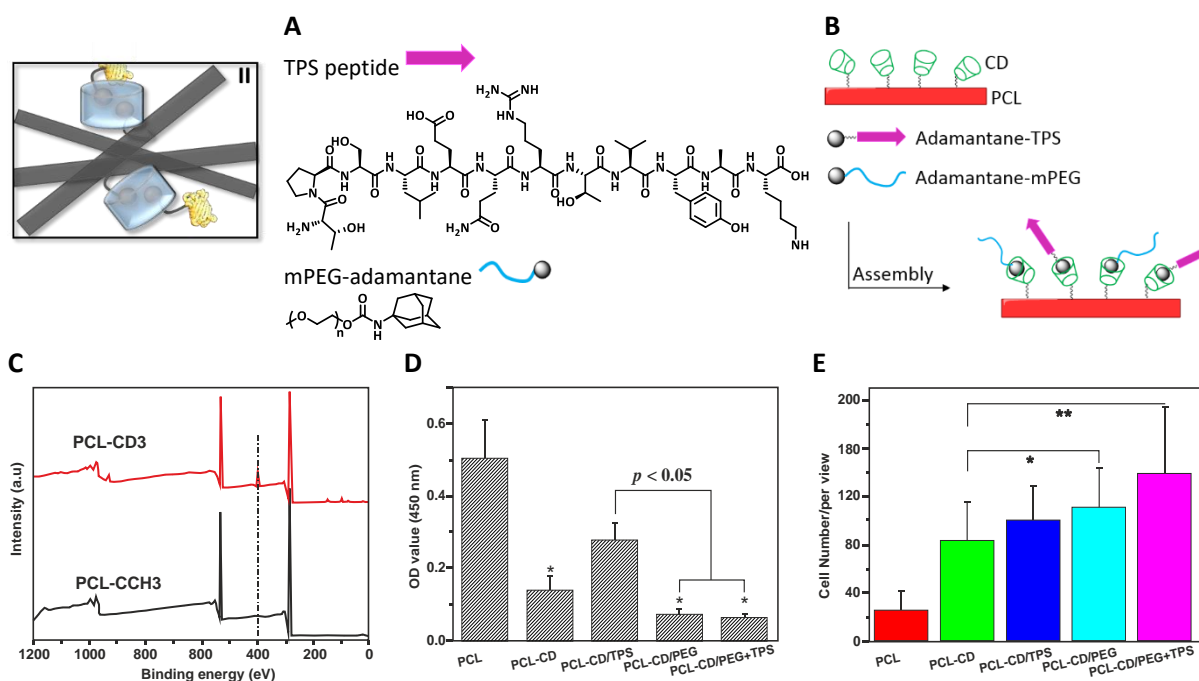 II
A
TPS peptide
H₂N
NH
HO
O
HN
HO
O
O
H
N
O
N
H
O
H
N
O
N
H
O
H
N
O
N
H
O
H
N
O
N
H
O
H
N
O
N
H
O
OH
N
O
NH
O
H₂N
OH
H₂N
O
HO
OH
NH
mPEG-adamantane
O
n
O
O
N
H
B
CD
PCL
Adamantane-TPS
Adamantane-mPEG
Assembly
C
PCL-CD3
PCL-CCH3
Intensity (a.u)
1200 1000 800 600 400 200 0
Binding energy (eV)
D
OD value (450 nm)
0.6
0.4
0.2
0.0
p < 0.05
*
*
*
PCL PCL-CD PCL-CD/TPS PCL-CD/PEG PCL-CD/PEG+TPS
E
Cell Number/per view
200
160
120
80
40
0
**
*
PCL PCL-CD PCL-CD/TPS PCL-CD/PEG PCL-CD/PEG+TPS